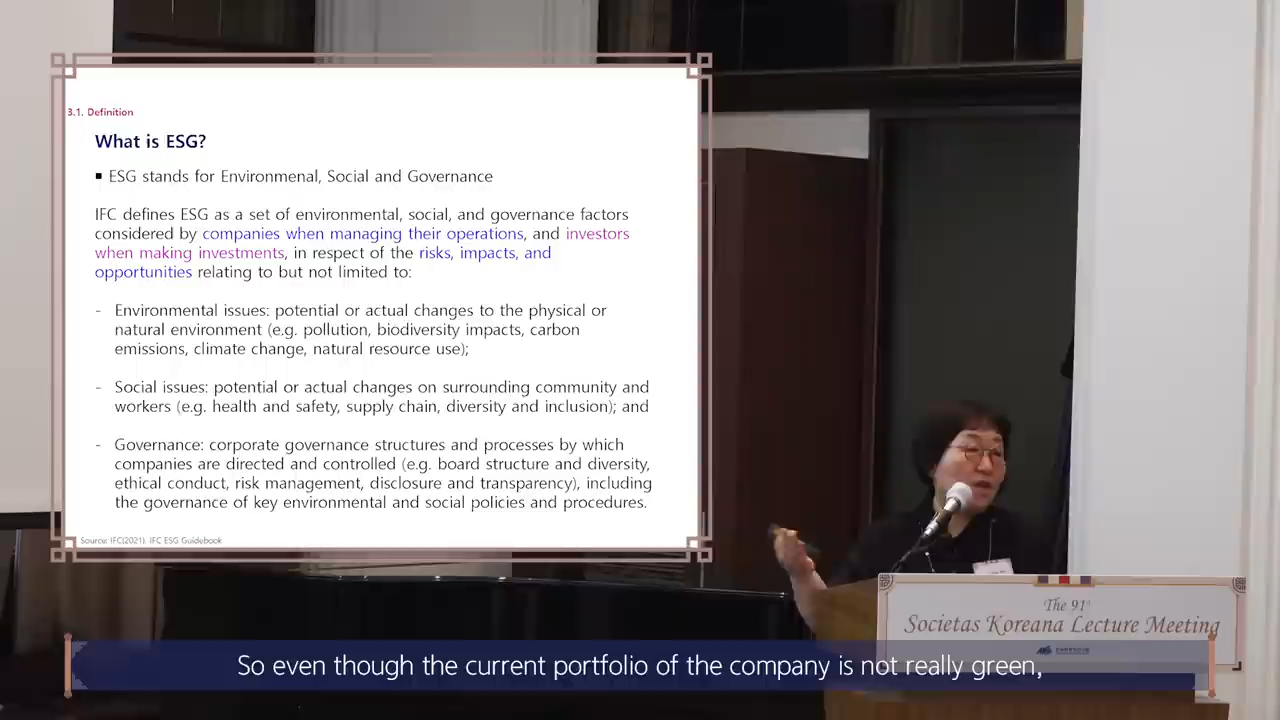 3.1. Definition
What is ESG?
▪ ESG stands for Environmenal, Social and Governance
IFC defines ESG as a set of environmental, social, and governance factors
considered by companies when managing their operations, and investors
when making investments, in respect of the risks, impacts, and
opportunities relating to but not limited to:
- Environmental issues: potential or actual changes to the physical or
natural environment (e.g. pollution, biodiversity impacts, carbon
emissions, climate change, natural resource use);
- Social issues: potential or actual changes on surrounding community and
workers (e.g. health and safety, supply chain, diversity and inclusion); and
- Governance: corporate governance structures and processes by which
companies are directed and controlled (e.g. board structure and diversity,
ethical conduct, risk management, disclosure and transparency), including
the governance of key environmental and social policies and procedures.
Source: IFC(2021). IFC ESG Guidebook
The 91st
Societas Koreana Lecture Meeting
So even though the current portfolio of the company is not really green,